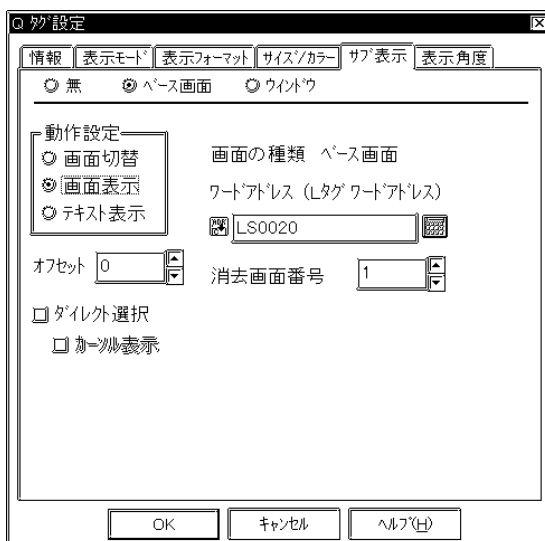 Q ﾀｸﾞ設定
情報 表示ﾓｰﾄﾞ 表示ﾌｫｰﾏｯﾄ ｻｲｽﾞ/ｶﾗｰ ｻﾌﾞ表示 表示角度
無 ﾍﾞｰｽ画面 ｳｲﾝﾄﾞｳ
動作設定
画面切替
画面の種類 ﾍﾞｰｽ画面
画面表示
ワードアドレス（Lﾀｸﾞ ワードアドレス）
テキスト表示
LS0020
ｵﾌｾｯﾄ 0
消去画面番号 1
ﾀﾞｲﾚｸﾄ選択
ｶｰｿﾙ表示
OK ｷｬﾝｾﾙ ﾍﾙﾌﾟ(H)